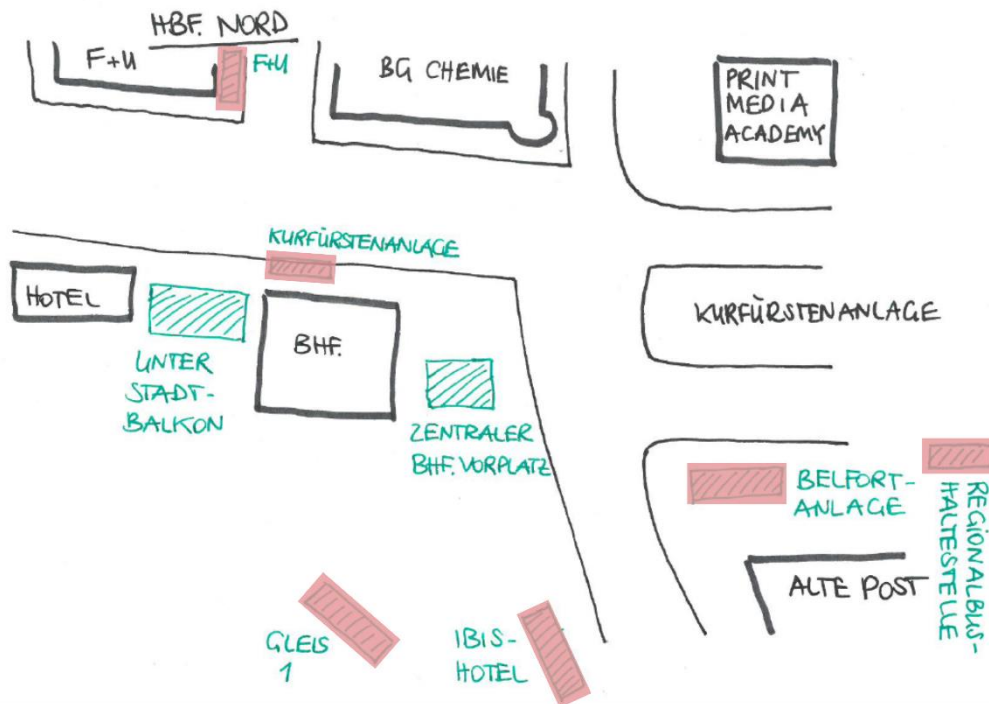 HBF. NORD
F+U
F+U
BG CHEMIE
PRINT
MEDIA
ACADEMY
KURFÜRSTENANLAGE
HOTEL
BHF.
KURFÜRSTENANLAGE
UNTER
STADT-
BALKON
ZENTRALER
BHF. VORPLATZ
BELFORT-
ANLAGE
REGIONALBUS-
HALTESTELLE
ALTE POST
GLEIS
1
IBIS-
HOTEL